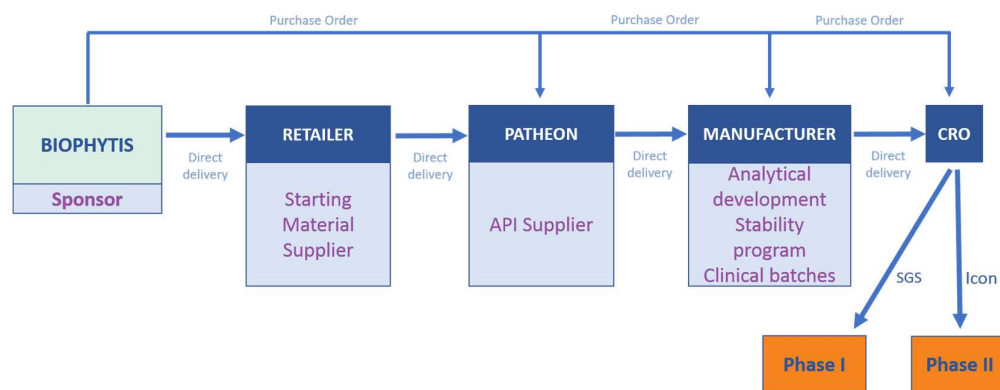 Purchase Order
Purchase Order
Purchase Order
BIOPHYTIS
Sponsor
Direct
delivery
RETAILER
Starting
Material
Supplier
Direct
delivery
PATHEON
API Supplier
Direct
delivery
MANUFACTURER
Analytical
development
Stability
program
Clinical batches
Direct
delivery
CRO
SGS
Icon
Phase I
Phase II